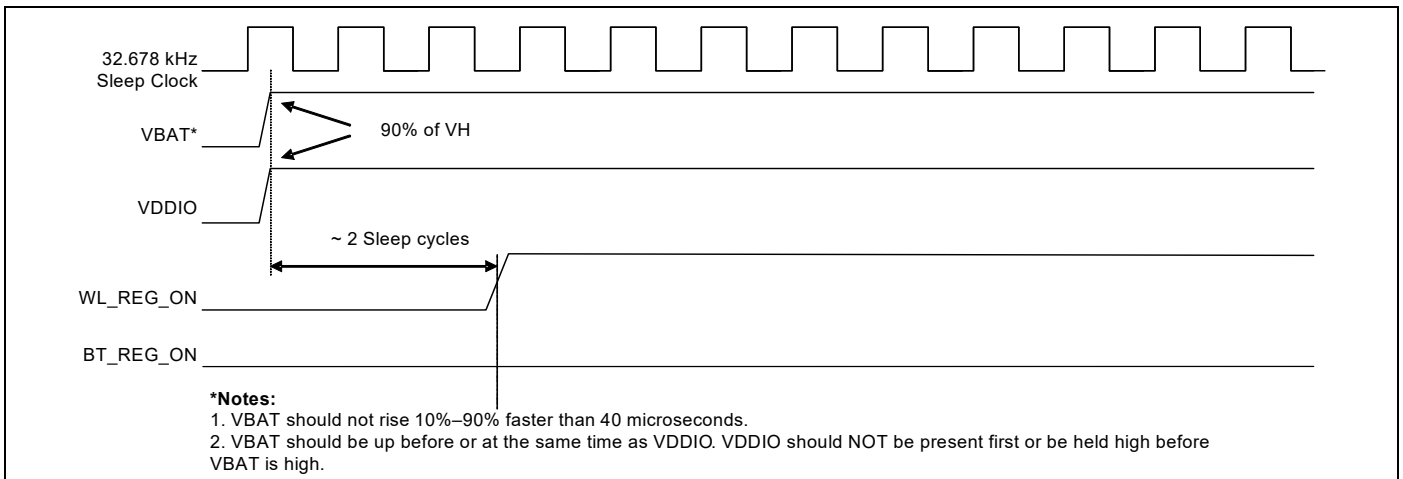 32.678 kHz
Sleep Clock
VBAT*
90% of VH
VDDIO
~ 2 Sleep cycles
WL_REG_ON
BT_REG_ON
*Notes:
1. VBAT should not rise 10%–90% faster than 40 microseconds.
2. VBAT should be up before or at the same time as VDDIO. VDDIO should NOT be present first or be held high before
VBAT is high.